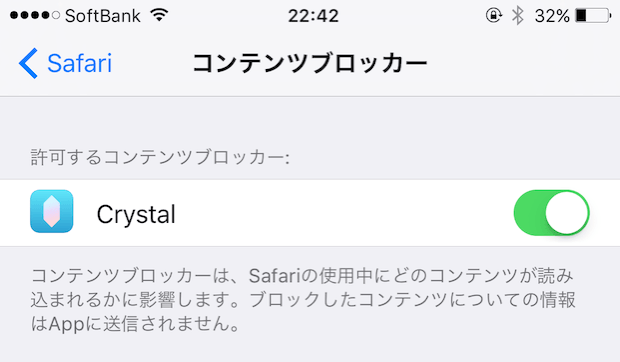 SoftBank 22:42 32%
Safari コンテンツブロッカー
許可するコンテンツブロッカー:
Crystal
コンテンツブロッカーは、Safariの使用中にどのコンテンツが読み
込まれるかに影響します。ブロックしたコンテンツについての情報
はAppに送信されません。